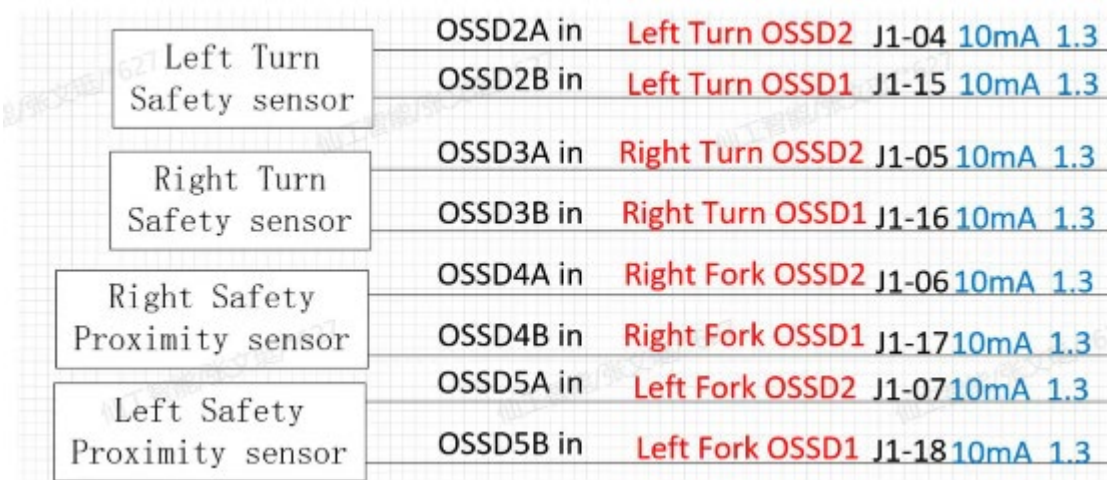 Left Turn
Safety sensor
OSSD2A in Left Turn OSSD2 J1-04 10mA 1.3
OSSD2B in Left Turn OSSD1 J1-15 10mA 1.3
Right Turn
Safety sensor
OSSD3A in Right Turn OSSD2 J1-05 10mA 1.3
OSSD3B in Right Turn OSSD1 J1-16 10mA 1.3
Right Safety
Proximity sensor
OSSD4A in Right Fork OSSD2 J1-06 10mA 1.3
OSSD4B in Right Fork OSSD1 J1-17 10mA 1.3
Left Safety
Proximity sensor
OSSD5A in Left Fork OSSD2 J1-07 10mA 1.3
OSSD5B in Left Fork OSSD1 J1-18 10mA 1.3